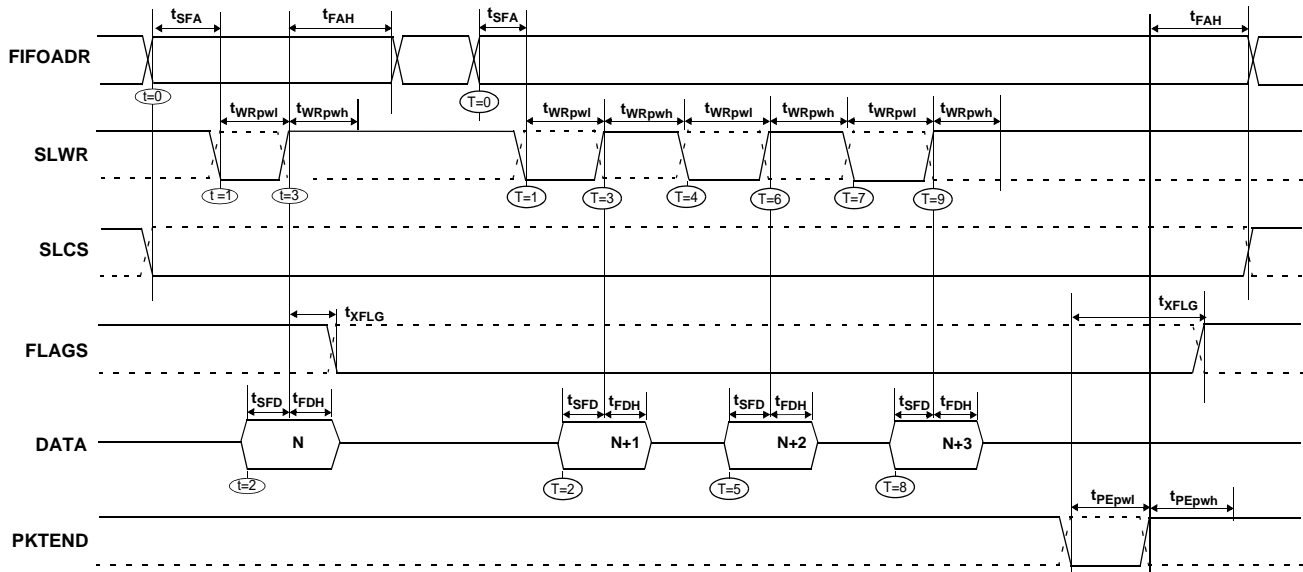 tSFA tFAH tSFA tFAH
FIFOADR
t=0 T=0
tWRpwl tWRpwh tWRpwl tWRpwh tWRpwl tWRpwh tWRpwl tWRpwh
SLWR
t =1 t=3 T=1 T=3 T=4 T=6 T=7 T=9
SLCS
tXFLG tXFLG
FLAGS
tSFD tFDH tSFD tFDH tSFD tFDH tSFD tFDH
DATA N N+1 N+2 N+3
t=2 T=2 T=5 T=8
tPEpwl tPEpwh
PKTEND